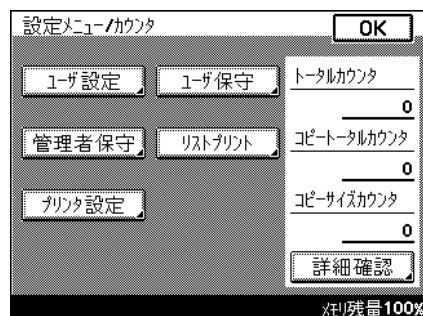 設定ﾒﾆｭｰ/ｶｳﾝﾀ
OK
ﾕｰｻﾞ設定
ﾕｰｻﾞ保守
管理者保守
ﾘｽﾄﾌﾟﾘﾝﾄ
ﾌﾟﾘﾝﾀ設定
ﾄｰﾀﾙｶｳﾝﾀ
0
ｺﾋﾟｰﾄｰﾀﾙｶｳﾝﾀ
0
ｺﾋﾟｰｻｲｽﾞｶｳﾝﾀ
0
詳細確認
ﾒﾓﾘ残量100%